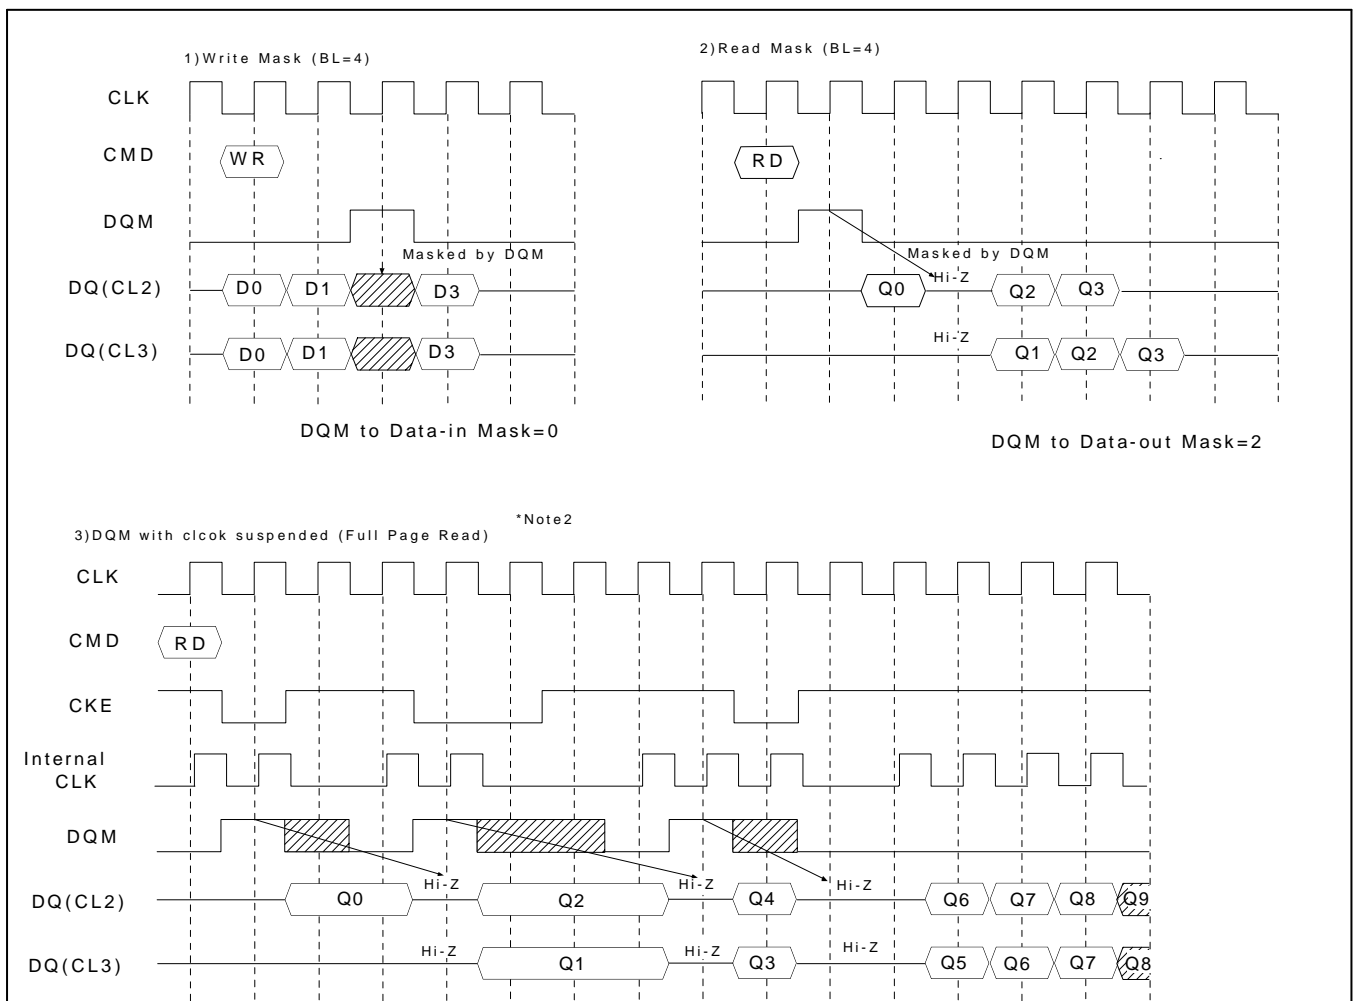 1)Write Mask (BL=4)
CLK
CMD
WR
DQM
Masked by DQM
DQ(CL2)
D0 D1 D3
DQ(CL3)
D0 D1 D3
DQM to Data-in Mask=0
2)Read Mask (BL=4)
RD
Masked by DQM
Hi-Z
Q0 Q2 Q3
Hi-Z
Q1 Q2 Q3
DQM to Data-out Mask=2
*Note2
3)DQM with clcok suspended (Full Page Read)
CLK
CMD
RD
CKE
Internal
CLK
DQM
Hi-Z Hi-Z Hi-Z
DQ(CL2)
Q0 Q2 Q4 Q6 Q7 Q8 Q9
Hi-Z Hi-Z Hi-Z
DQ(CL3)
Q1 Q3 Q5 Q6 Q7 Q8